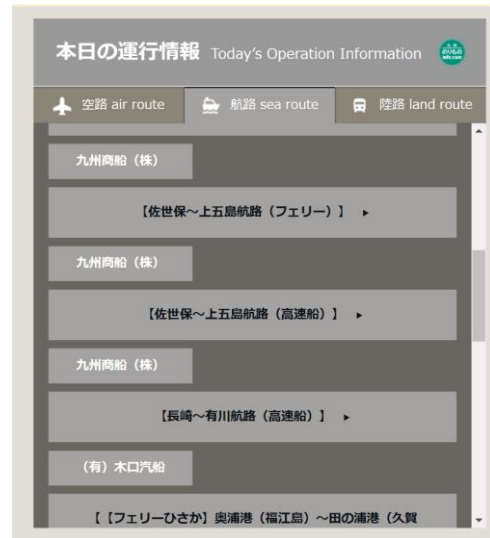 本日の運行情報 Today's Operation Information
空路 air route 航路 sea route 陸路 land route
九州商船（株）
【佐世保～上五島航路（フェリー）】 ▶
九州商船（株）
【佐世保～上五島航路（高速船）】 ▶
九州商船（株）
【長崎～有川航路（高速船）】 ▶
（有）木口汽船
【【フェリーひさか】奥浦港（福江島）～田の浦港（久賀